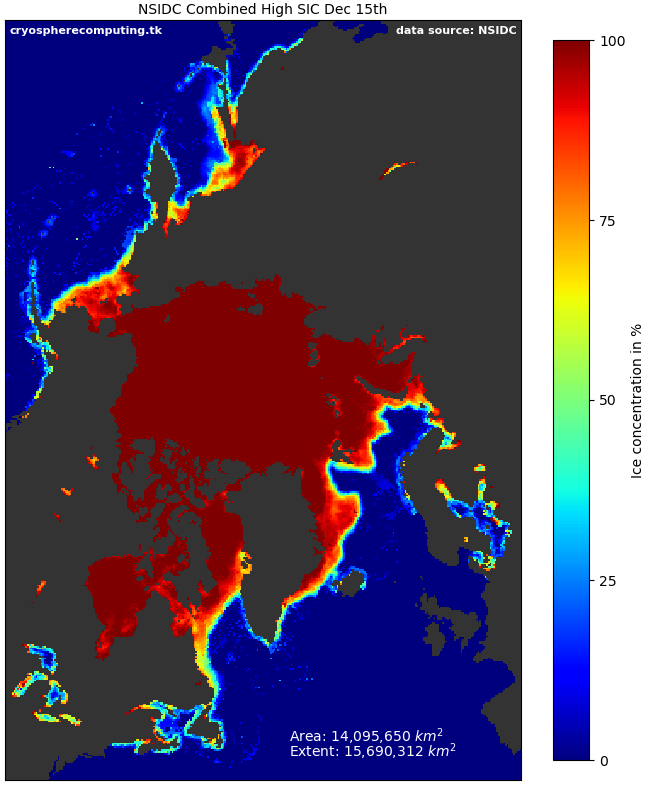 NSIDC Combined High SIC Dec 15th
cryospherecomputing.tk
data source: NSIDC
100
75
50
25
0
Ice concentration in %
Area: 14,095,650 km²
Extent: 15,690,312 km²